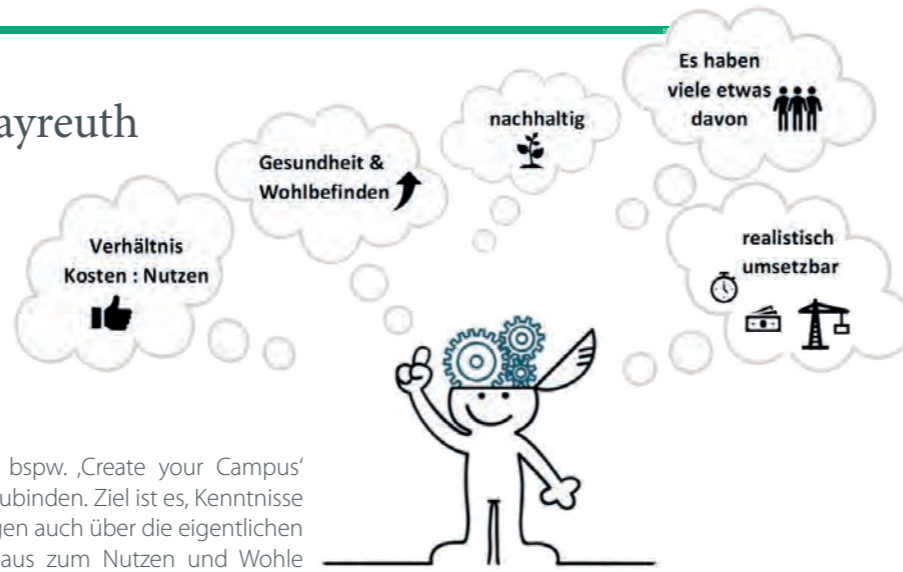 ayreuth
Verhältnis
Kosten : Nutzen
Gesundheit &
Wohlbefinden
nachhaltig
Es haben
viele etwas
davon
realistisch
umsetzbar
bspw. ‚Create your Campus‘
ubinden. Ziel ist es, Kenntnisse
gen auch über die eigentlichen
aus zum Nutzen und Wohle